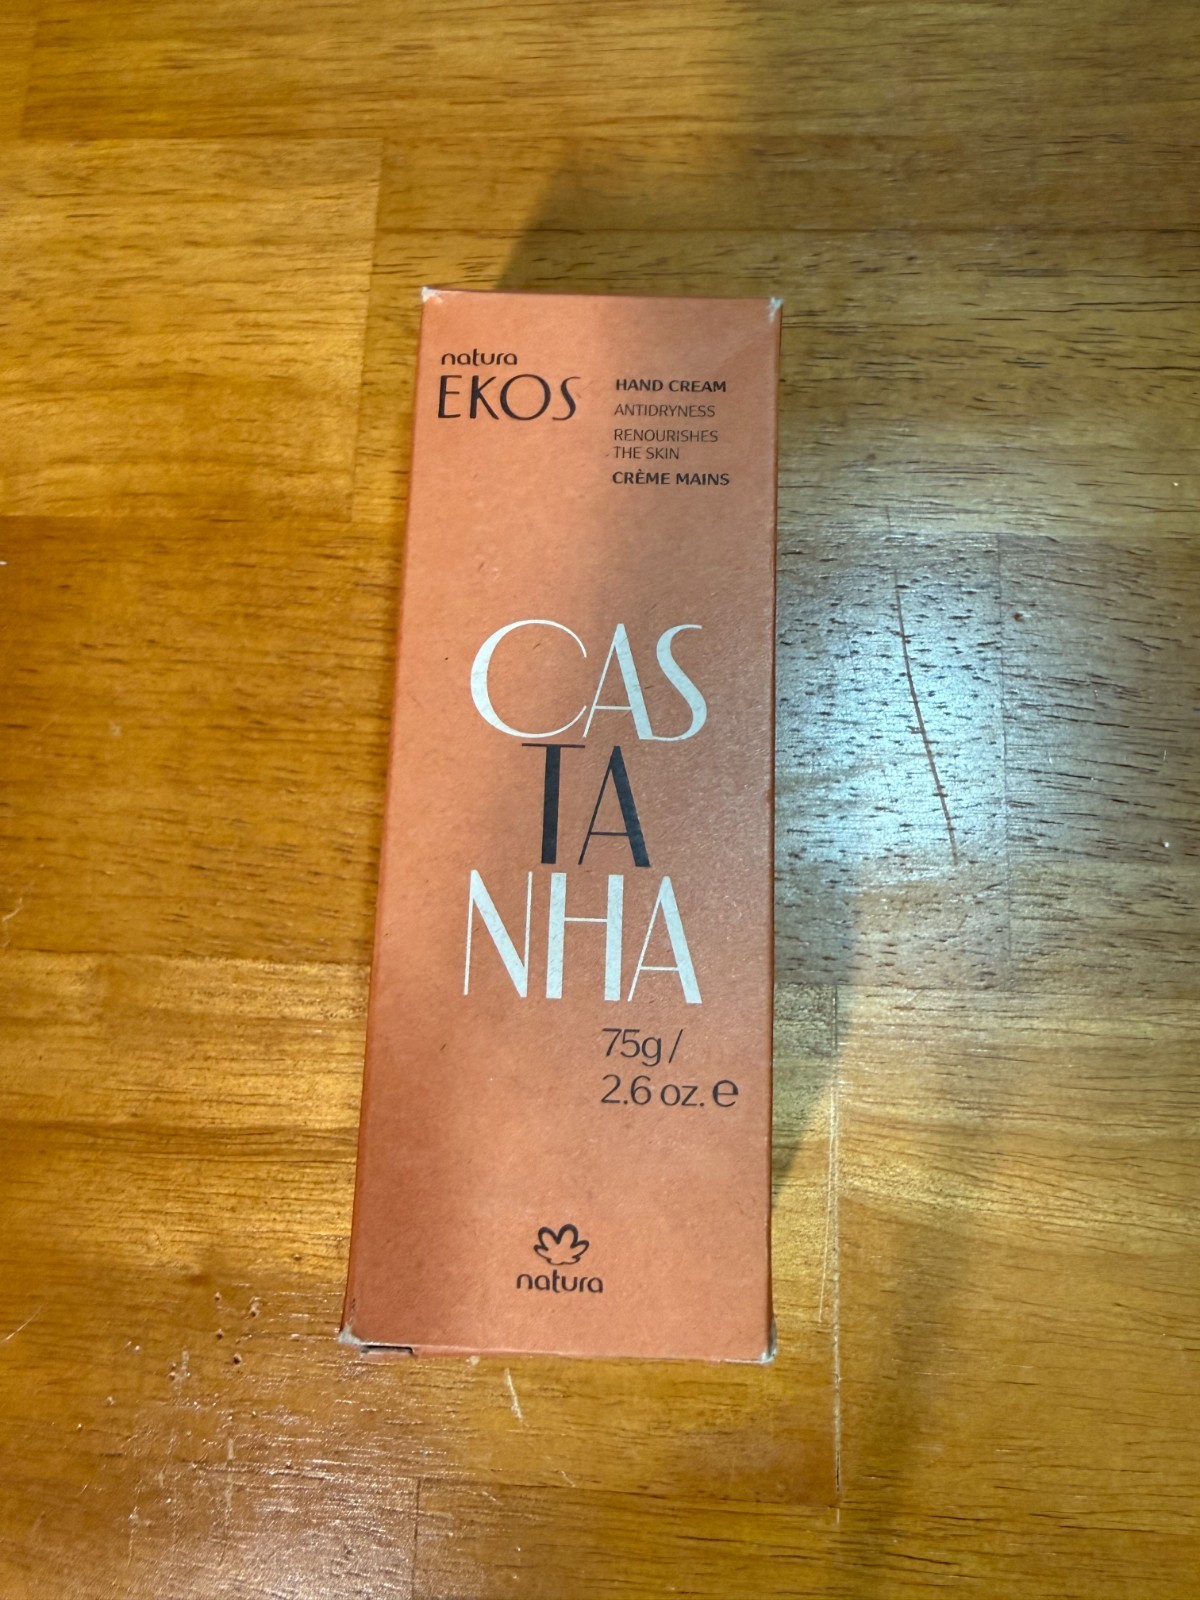 natura
EKOS
HAND CREAM
ANTIDRYNESS
RENOURISHES
THE SKIN
CRÈME MAINS
CAS
TA
NHA
75g /
2.6 oz. e
natura